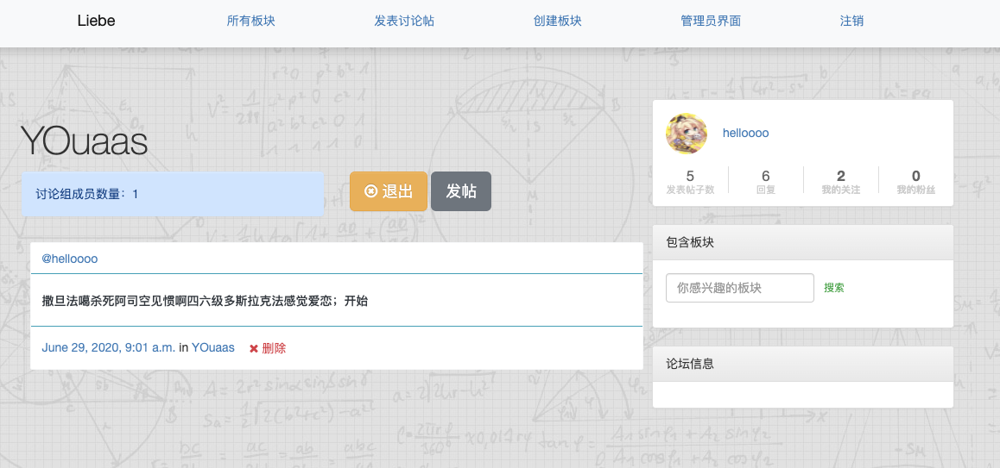 Liebe 所有板块 发表讨论帖 创建板块 管理员界面 注销
YOuaas
讨论组成员数量：1
退出 发帖
@helloooo
撒旦法噶杀死阿司空见惯啊四六级多斯拉克法感觉爱恋；开始
June 29, 2020, 9:01 a.m. in YOuaas 删除
helloooo
5 6 2 0
发表帖子数 回复 我的关注 我的粉丝
包含板块
你感兴趣的板块 搜索
论坛信息